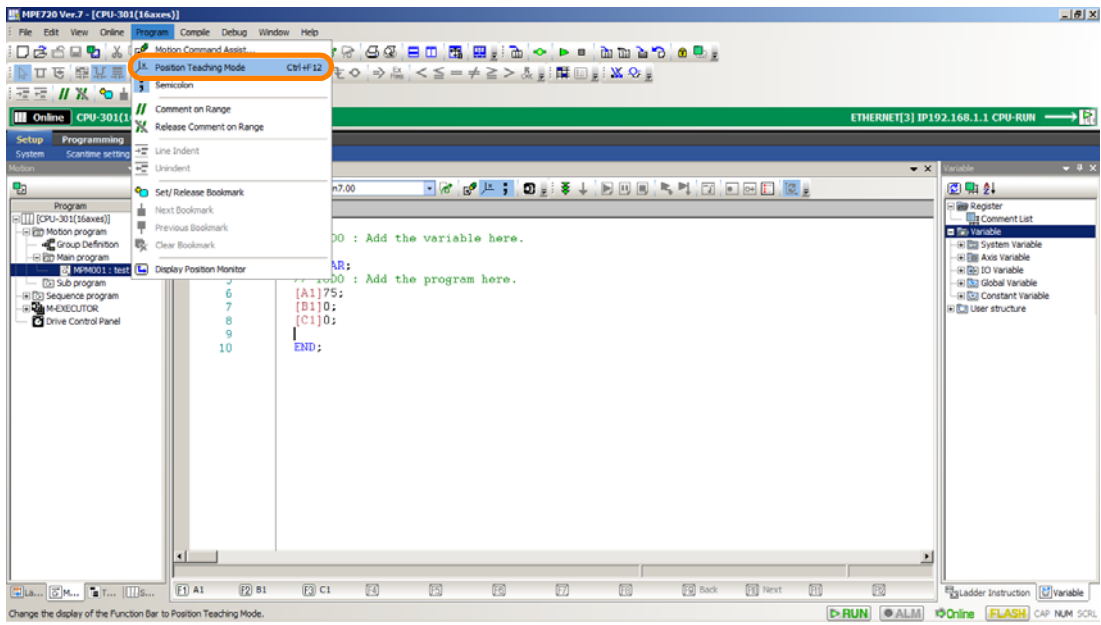 MPE720 Ver.7 - [CPU-301(16axes)]
File Edit View Online Program Compile Debug Window Help
Motion Command Assist...
Position Teaching Mode Ctrl+F12
Semicolon
Comment on Range
Release Comment on Range
Line Indent
Unindent
Set/Release Bookmark
Next Bookmark
Previous Bookmark
Clear Bookmark
Display Position Monitor
Online CPU-301(1
ETHERNET[3] IP192.168.1.1 CPU-RUN
Setup Programming
System Scantime setting
Motion
Variable
Program
[CPU-301(16axes)]
Motion program
Group Definition
Main program
MPM001 : test
Sub program
Sequence program
M-EXECUTOR
Drive Control Panel
n7.00
DO : Add the variable here.
AR;
5 // TODO : Add the program here.
6 [A1]75;
7 [B1]0;
8 [C1]0;
9
10 END;
Register
Comment List
Variable
System Variable
Axis Variable
IO Variable
Global Variable
Constant Variable
User structure
La... M... T... S...
F1 A1 F2 B1 F3 C1 F4 F5 F6 F7 F8 F9 Back F10 Next F11 F12
Ladder Instruction Variable
Change the display of the Function Bar to Position Teaching Mode.
RUN ALM Online FLASH CAP NUM SCRL